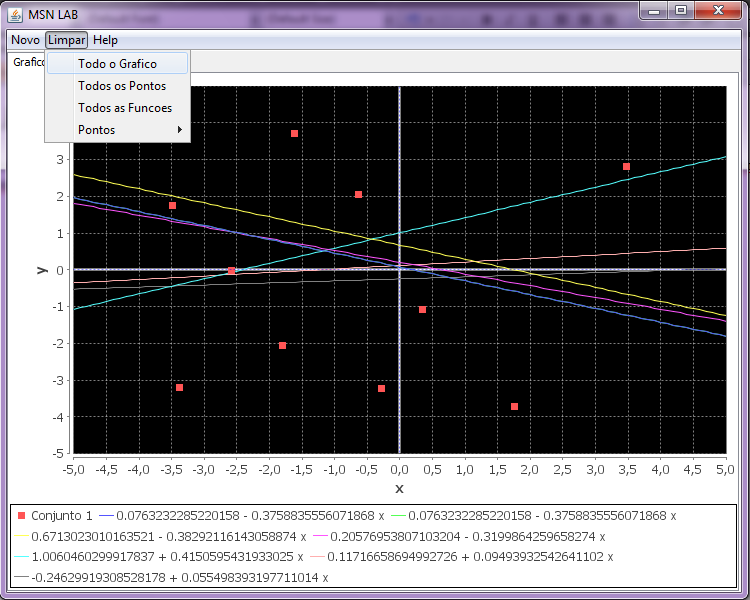 MSN LAB
Novo Limpar Help
Grafico
Todo o Grafico
Todos os Pontos
Todos as Funcoes
Pontos
3
2
1
0
-1
-2
-3
-4
-5
y
-5,0 -4,5 -4,0 -3,5 -3,0 -2,5 -2,0 -1,5 -1,0 -0,5 0,0 0,5 1,0 1,5 2,0 2,5 3,0 3,5 4,0 4,5 5,0
x
Conjunto 1 0.0763232285220158 - 0.3758835556071868 x 0.0763232285220158 - 0.3758835556071868 x
0.6713023010163521 - 0.38292116143058874 x 0.20576953807103204 - 0.3199864259658274 x
1.0060460299917837 + 0.4150595431933025 x 0.11716658694992726 + 0.09493932542641102 x
-0.24629919308528178 + 0.055498393197711014 x